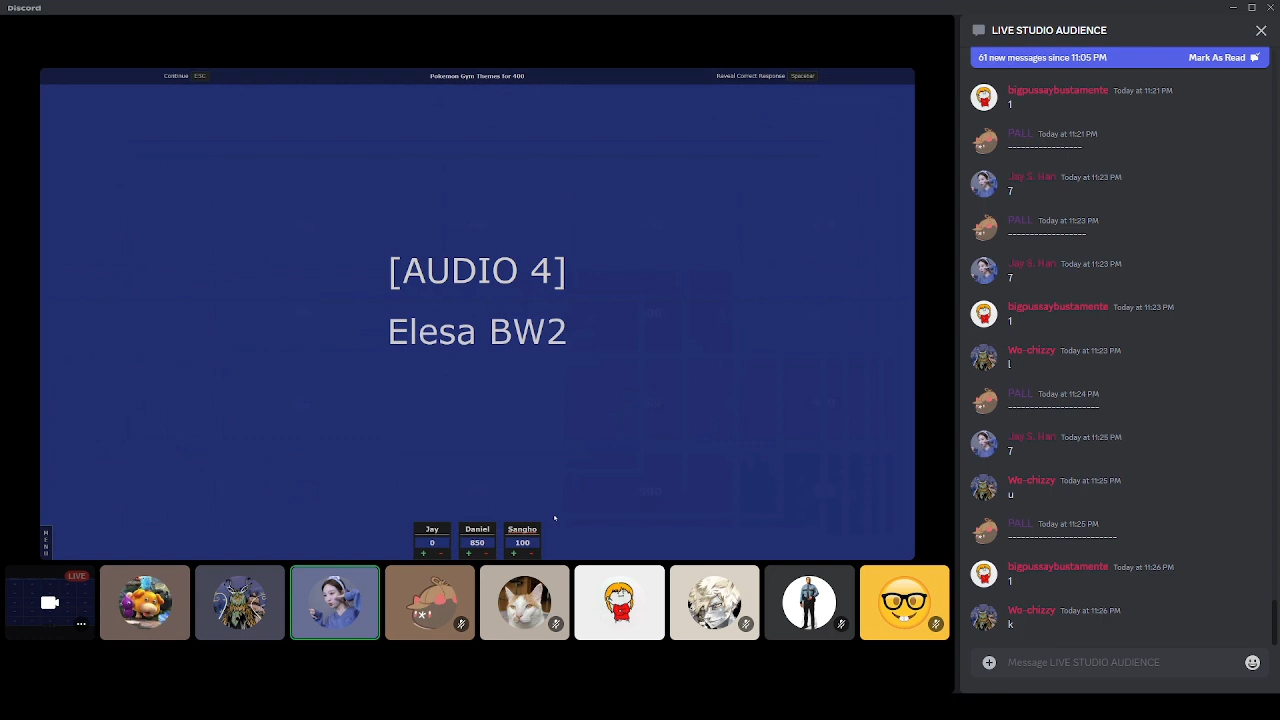 Discord
Continue ESC
Pokemon Gym Themes for 400
Reveal Correct Response Spacebar
[AUDIO 4]
Elesa BW2
MENU
Jay Daniel Sangho
0 850 100
+ - + - + -
LIVE
LIVE STUDIO AUDIENCE
61 new messages since 11:05 PM Mark As Read
bigpussaybustamente Today at 11:21 PM
1
PALL Today at 11:21 PM
-----------------
Jay S. Han Today at 11:23 PM
7
PALL Today at 11:23 PM
------------------
Jay S. Han Today at 11:23 PM
7
bigpussaybustamente Today at 11:23 PM
1
Wo-chizzy Today at 11:23 PM
l
PALL Today at 11:24 PM
---------------------
Jay S. Han Today at 11:25 PM
7
Wo-chizzy Today at 11:25 PM
u
PALL Today at 11:25 PM
-------------------------
bigpussaybustamente Today at 11:26 PM
1
Wo-chizzy Today at 11:26 PM
k
Message LIVE STUDIO AUDIENCE